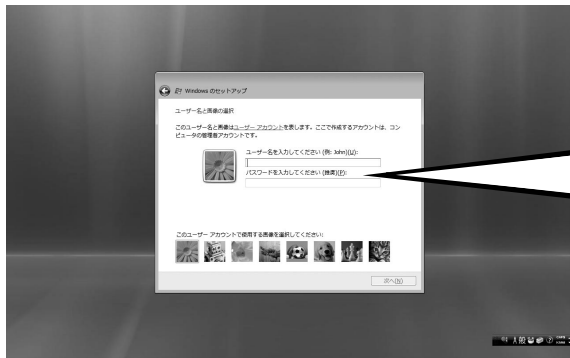 Windows のセットアップ
ユーザー名と画像の選択
このユーザー名と画像はユーザー アカウントを表します。ここで作成するアカウントは、コン
ピュータの管理者アカウントです。
ユーザー名を入力してください (例: John)(U):
パスワードを入力してください (推奨)(P):
このユーザー アカウントで使用する画像を選択してください:
次へ(N)
A 般